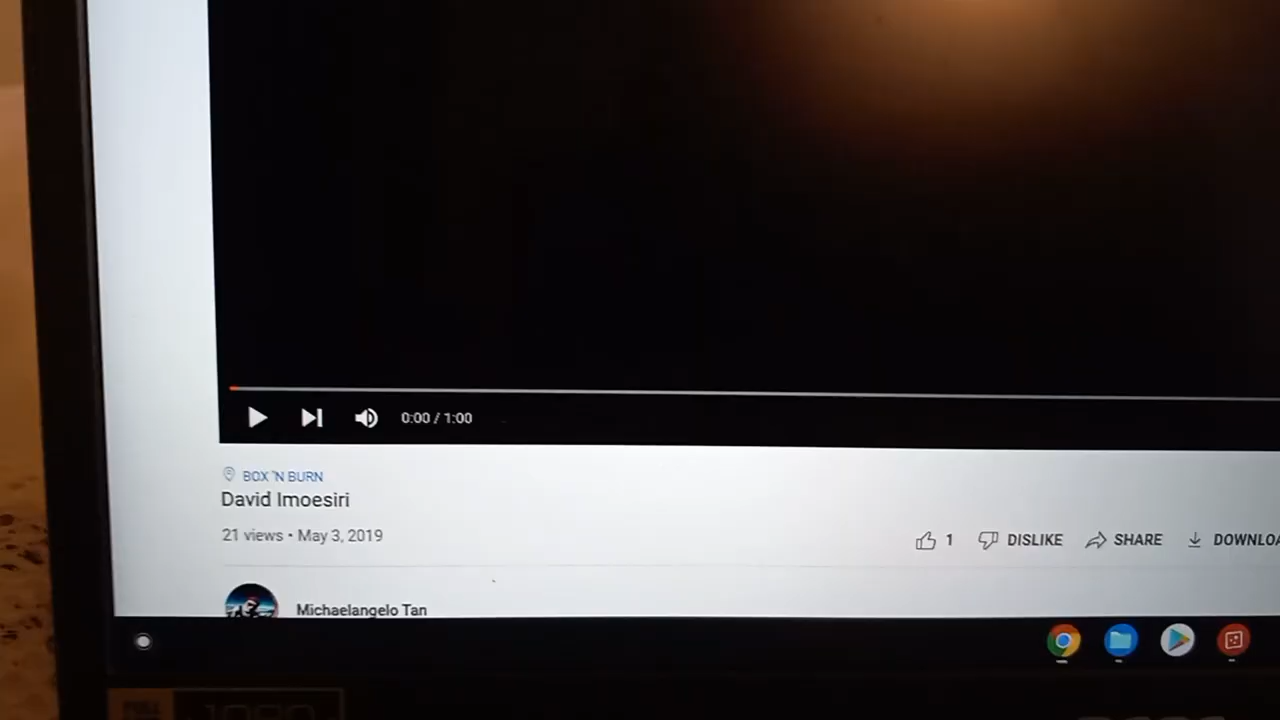 0:00 / 1:00
BOX 'N BURN
David Imoesiri
21 views • May 3, 2019
1 DISLIKE SHARE DOWNLOA
Michaelangelo Tan